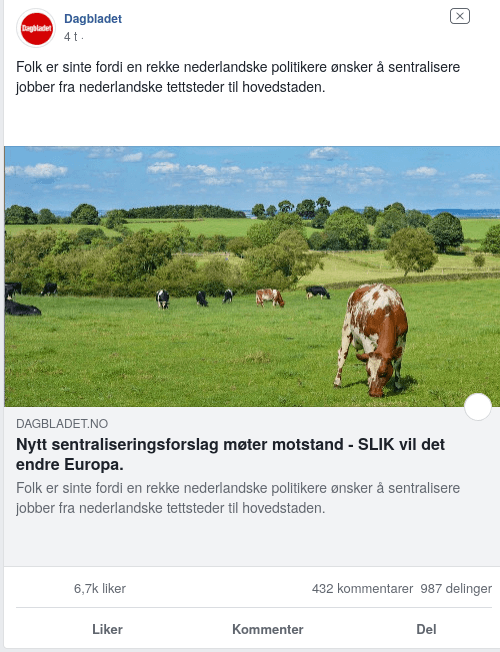 Dagbladet
Dagbladet
4 t ·
Folk er sinte fordi en rekke nederlandske politikere ønsker å sentralisere
jobber fra nederlandske tettsteder til hovedstaden.
DAGBLADET.NO
Nytt sentraliseringsforslag møter motstand - SLIK vil det
endre Europa.
Folk er sinte fordi en rekke nederlandske politikere ønsker å sentralisere
jobber fra nederlandske tettsteder til hovedstaden.
6,7k liker
432 kommentarer 987 delinger
Liker Kommenter Del